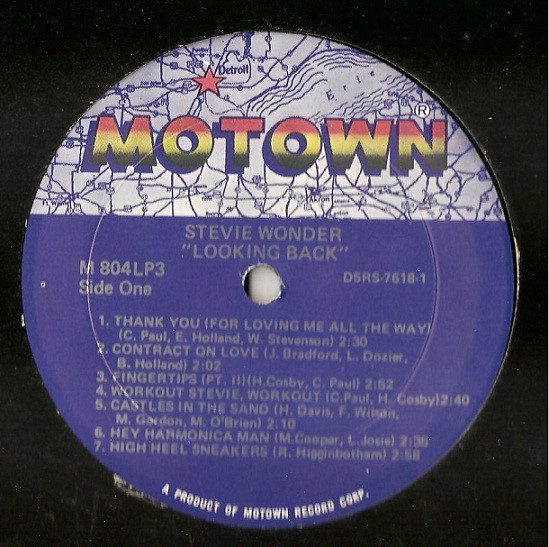 Detroit
Erie
MOTOWN®
STEVIE WONDER
"LOOKING BACK"
M 804LP3
Side One
D5RS-7618-1
1. THANK YOU (FOR LOVING ME ALL THE WAY)
(C. Paul, E. Holland, W. Stevenson) 2:30
2. CONTRACT ON LOVE (J. Bradford, L. Dozier,
B. Holland) 2:02
3. FINGERTIPS (PT. II)(H.Cosby, C. Paul) 2:52
4. WORKOUT STEVIE, WORKOUT (C.Paul, H. Cosby)2:40
5. CASTLES IN THE SAND (H. Davis, F. Wilson,
M. Gordon, M. O'Brien) 2:10
6. HEY HARMONICA MAN (M.Cooper, L.Josie) 2:35
7. HIGH HEEL SNEAKERS (R. Higginbotham) 2:58
A PRODUCT OF MOTOWN RECORD CORP.